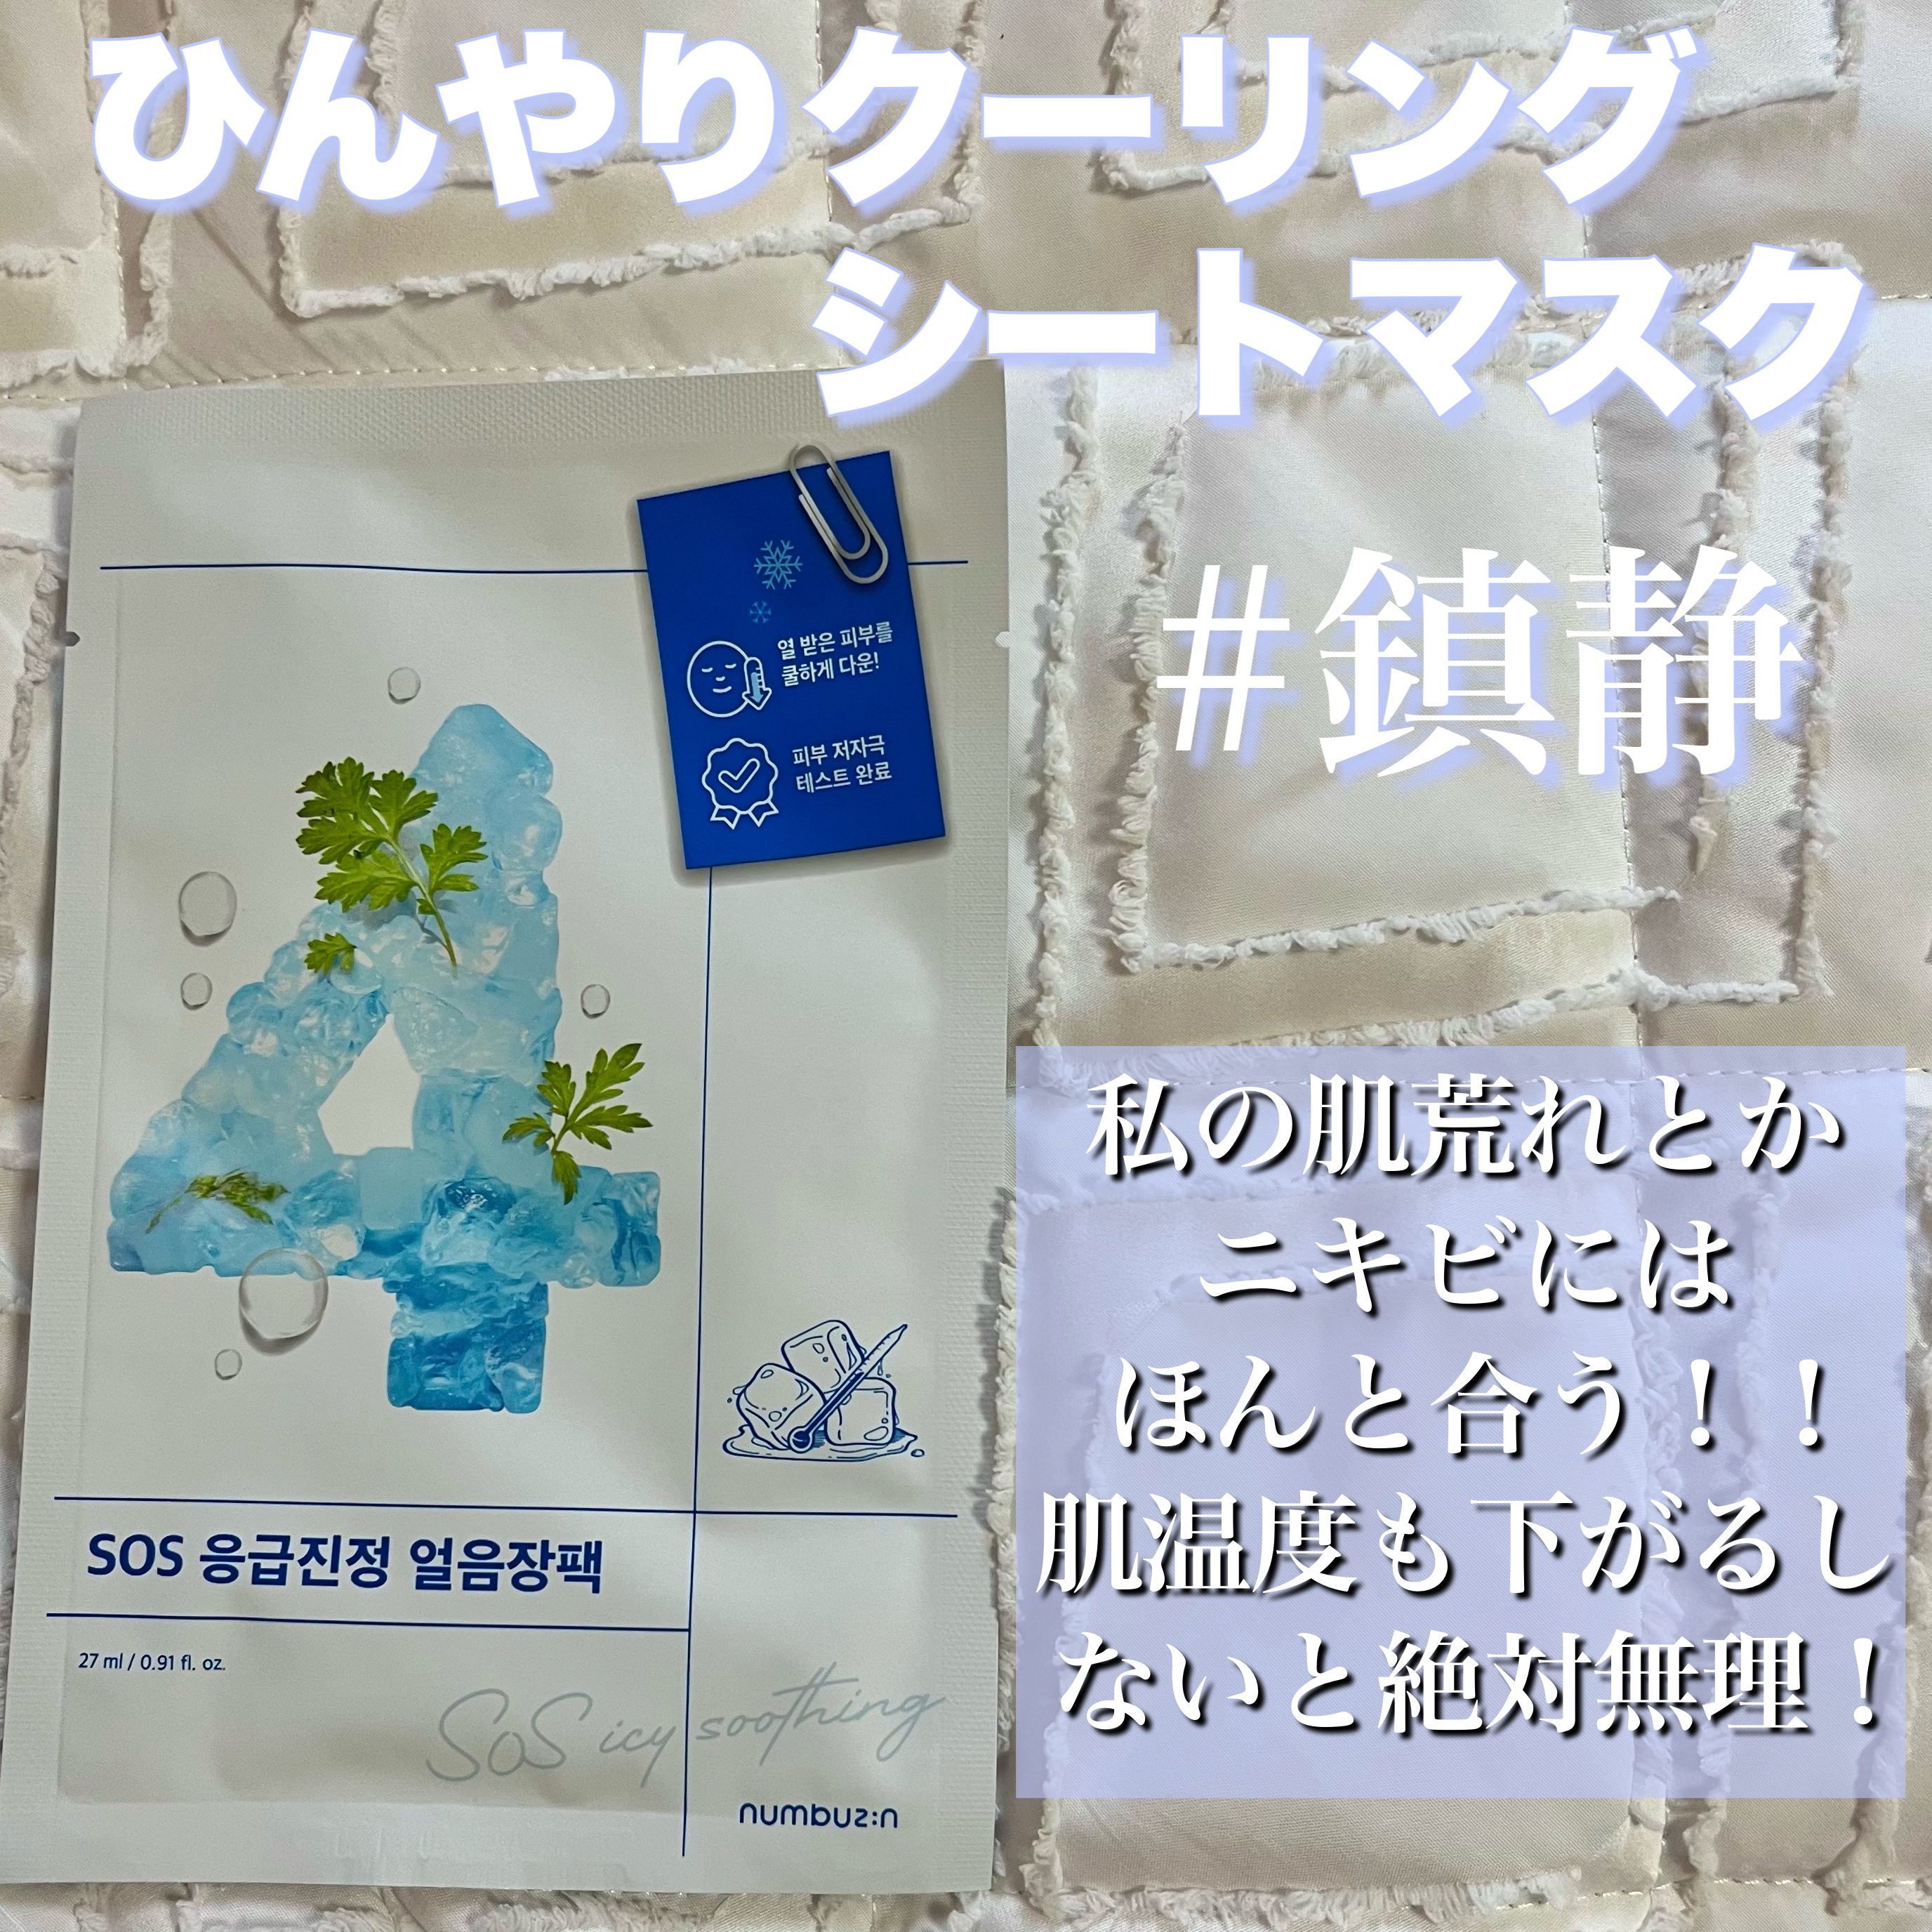 ひんやりクーリング
シートマスク
#鎮静
열 받은 피부를
쿨하게 다운!
피부 저자극
테스트 완료
私の肌荒れとか
ニキビには
ほんと合う！！
肌温度も下がるし
ないと絶対無理！
SOS 응급진정 얼음장팩
27 ml / 0.91 fl. oz.
SOS icy soothing
numbuz:n